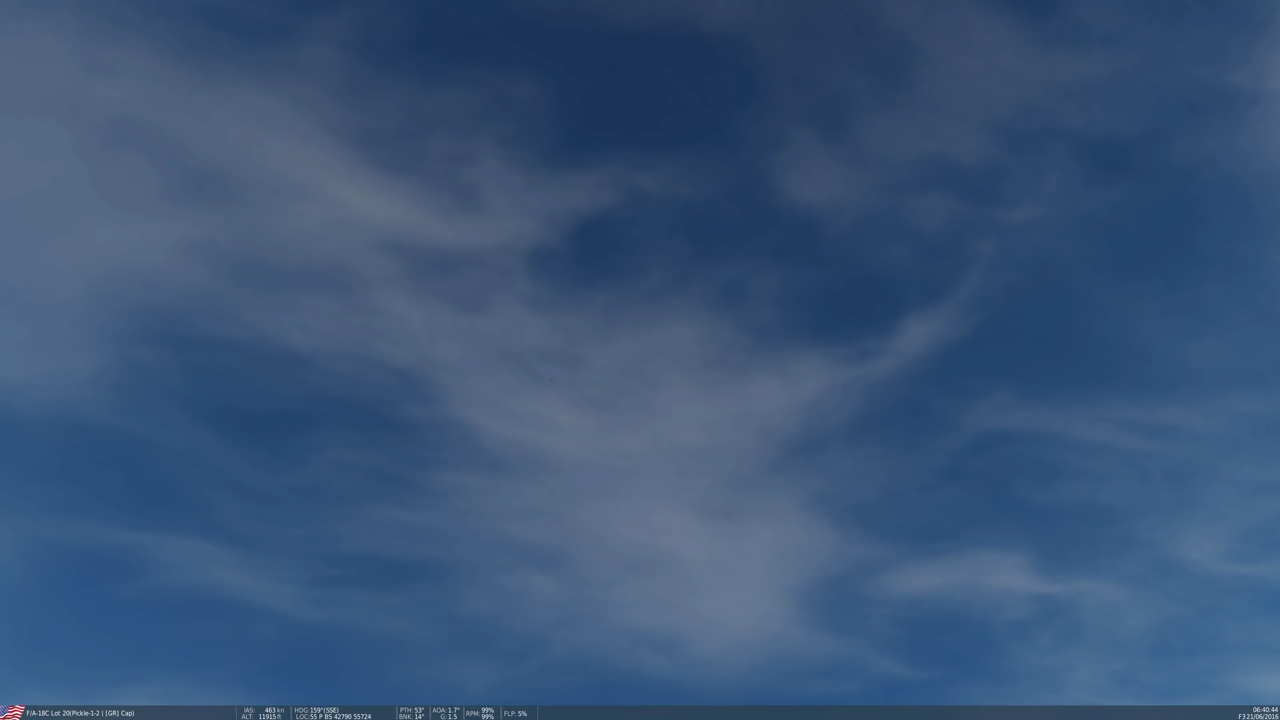 F/A-18C Lot 20(Pickle-1-2 | [GR] Cap)
IAS: 463 kn
ALT: 11915 ft
HDG: 159°(SSE)
LOC: 55 P BS 42790 55724
PTH: 53°
BNK: 14°
AOA: 1.7°
G: 1.5
RPM: 99%
99%
FLP: 5%
06:40:44
F3 21/06/2016